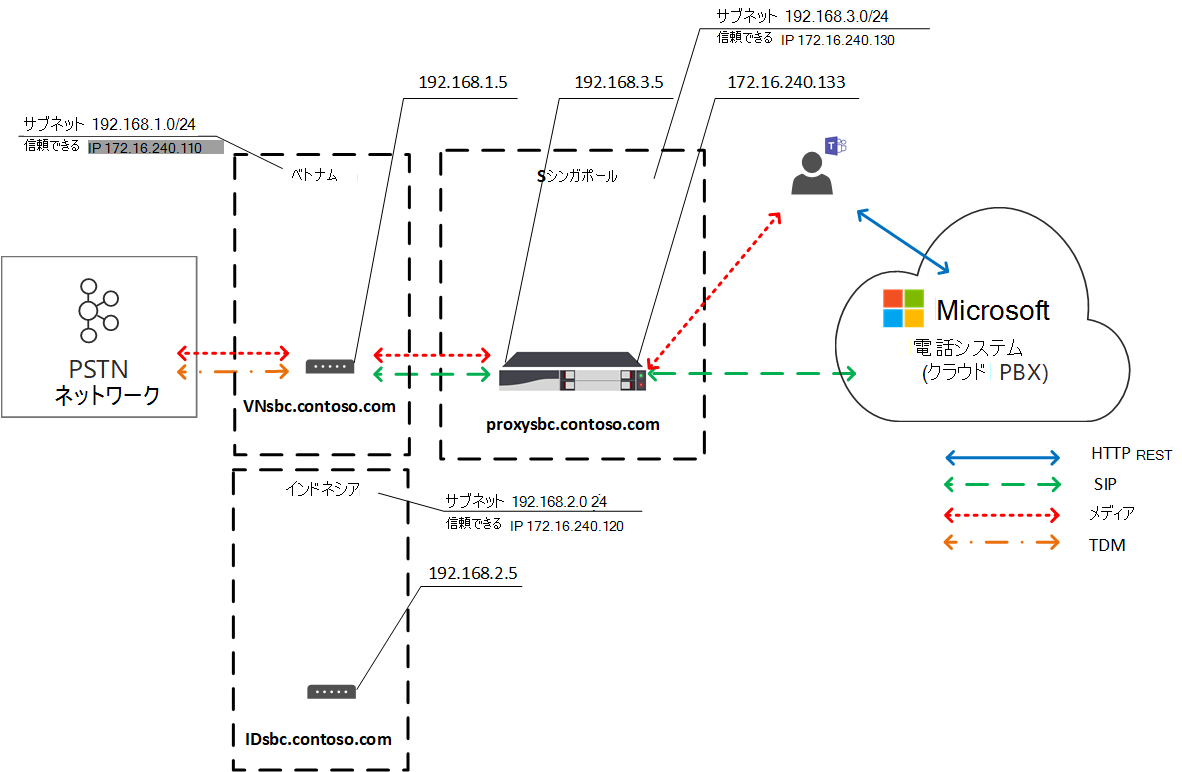 サブネット 192.168.3.0/24
信頼できる IP 172.16.240.130
192.168.1.5
192.168.3.5
172.16.240.133
サブネット 192.168.1.0/24
信頼できる IP 172.16.240.110
ベトナム
Sシンガポール
T
PSTN
ネットワーク
VNsbc.contoso.com
proxysbc.contoso.com
Microsoft
電話システム
(クラウド PBX)
インドネシア
サブネット 192.168.2.0 24
信頼できる IP 172.16.240.120
192.168.2.5
IDsbc.contoso.com
HTTP REST
SIP
メディア
TDM